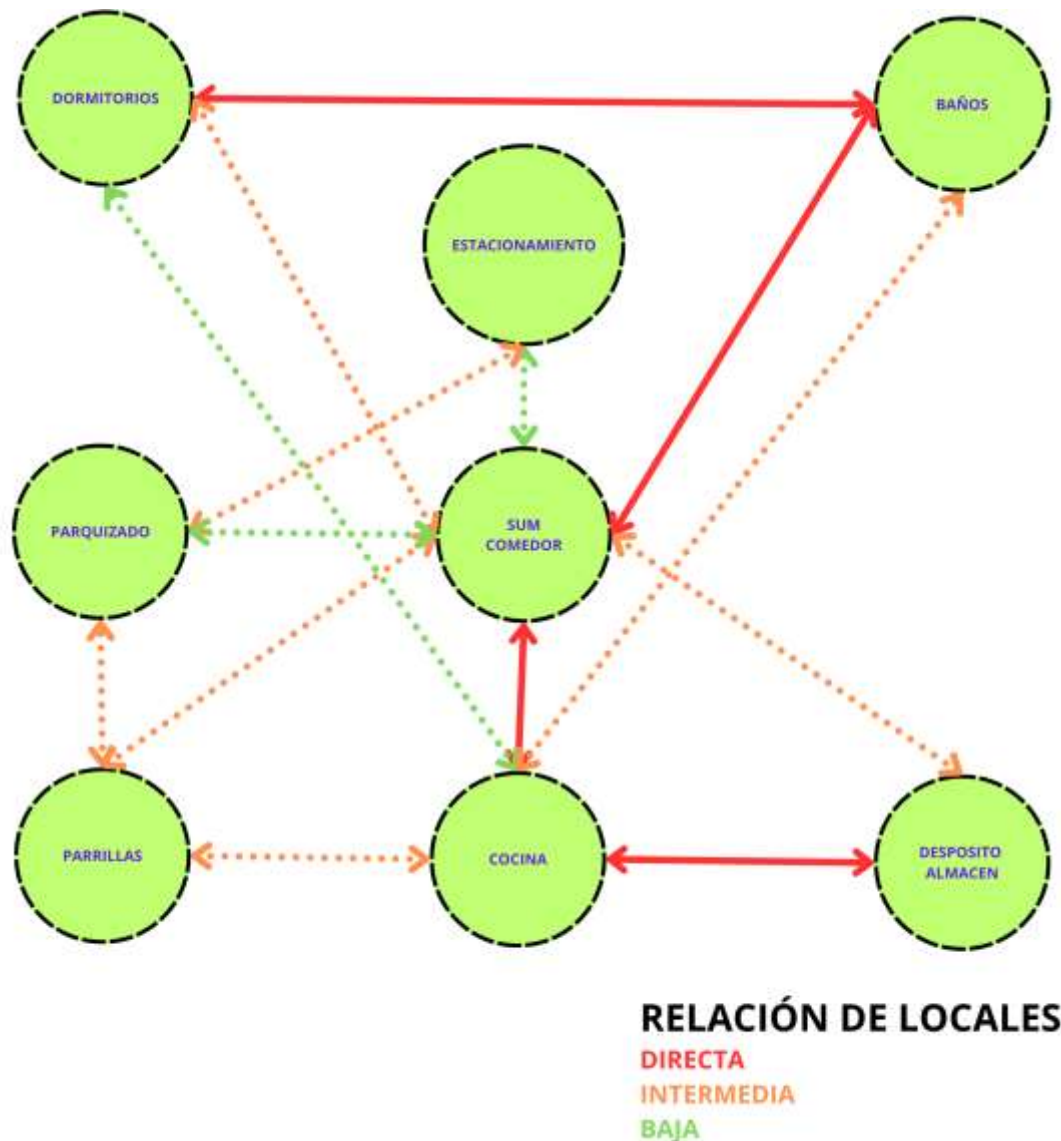 DORMITORIOS
BAÑOS
ESTACIONAMIENTO
PARQUIZADO
SUM
COMEDOR
PARRILLAS
COCINA
DESPOSITO
ALMACEN
RELACIÓN DE LOCALES
DIRECTA
INTERMEDIA
BAJA